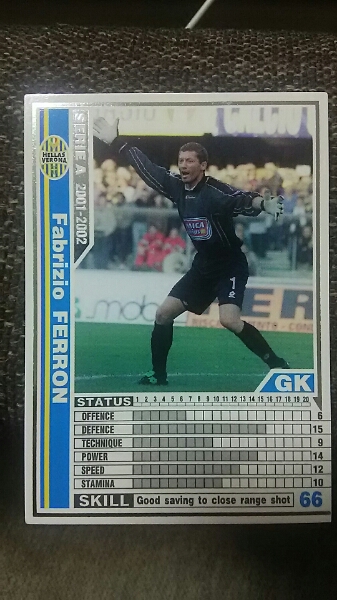 HELLAS
VERONA
SERIE A 2001-2002
Fabrizio FERRON
1
GK
STATUS 1 2 3 4 5 6 7 8 9 10 11 12 13 14 15 16 17 18 19 20
OFFENCE 6
DEFENCE 15
TECHNIQUE 9
POWER 14
SPEED 12
STAMINA 10
SKILL Good saving to close range shot 66